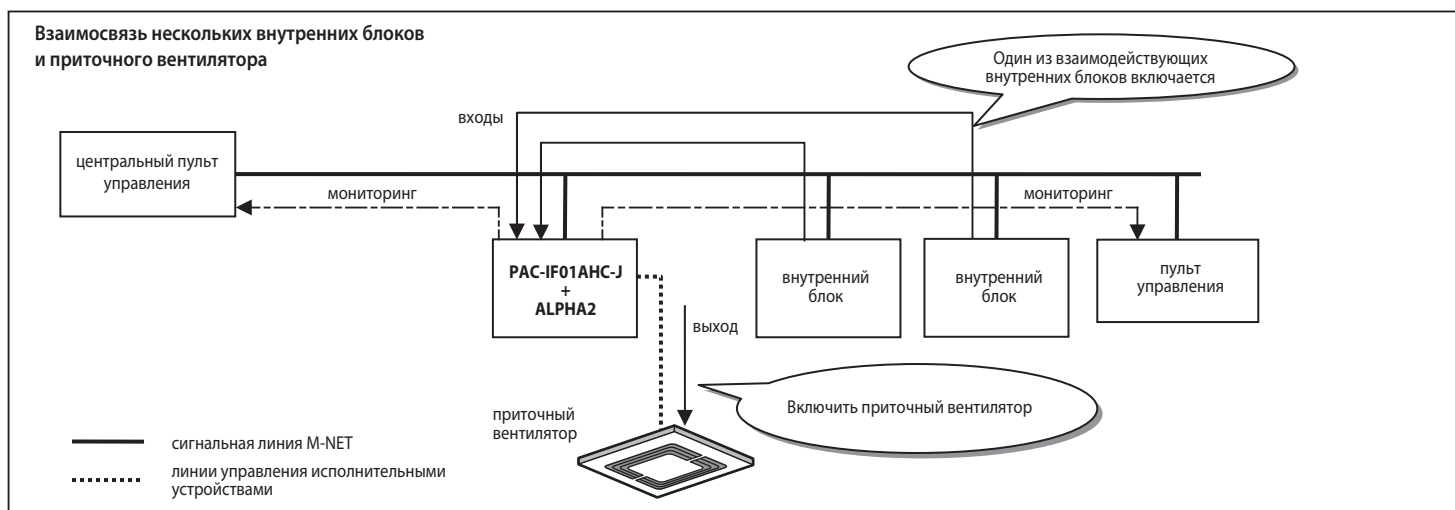 Взаимосвязь нескольких внутренних блоков
и приточного вентилятора
Один из взаимодействующих
внутренних блоков включается
входы
центральный пульт
управления
мониторинг
мониторинг
PAC-IF01AHC-J
+
ALPHA2
внутренний
блок
внутренний
блок
пульт
управления
выход
Включить приточный вентилятор
приточный
вентилятор
сигнальная линия M-NET
линии управления исполнительными
устройствами